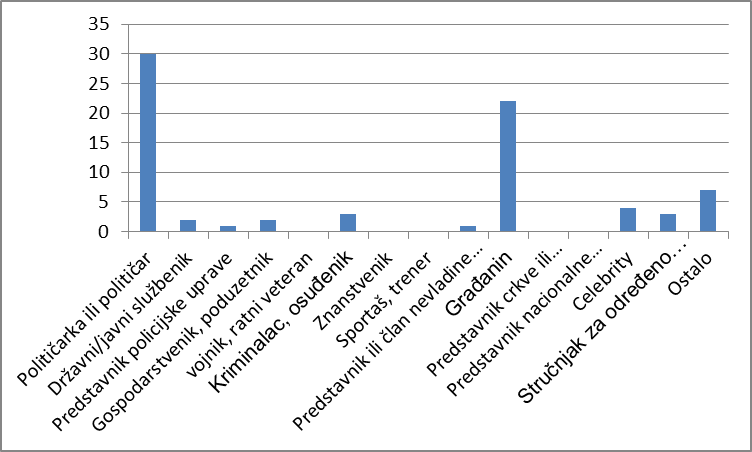 35
30
25
20
15
10
5
0
Političarka ili političar
Državni/javni službenik
Predstavnik policijske uprave
Gospodarstvenik, poduzetnik
vojnik, ratni veteran
Kriminalac, osuđenik
Znanstvenik
Sportaš, trener
Predstavnik ili član nevladine…
Građanin
Predstavnik crkve ili…
Predstavnik nacionalne…
Celebrity
Stručnjak za određeno…
Ostalo